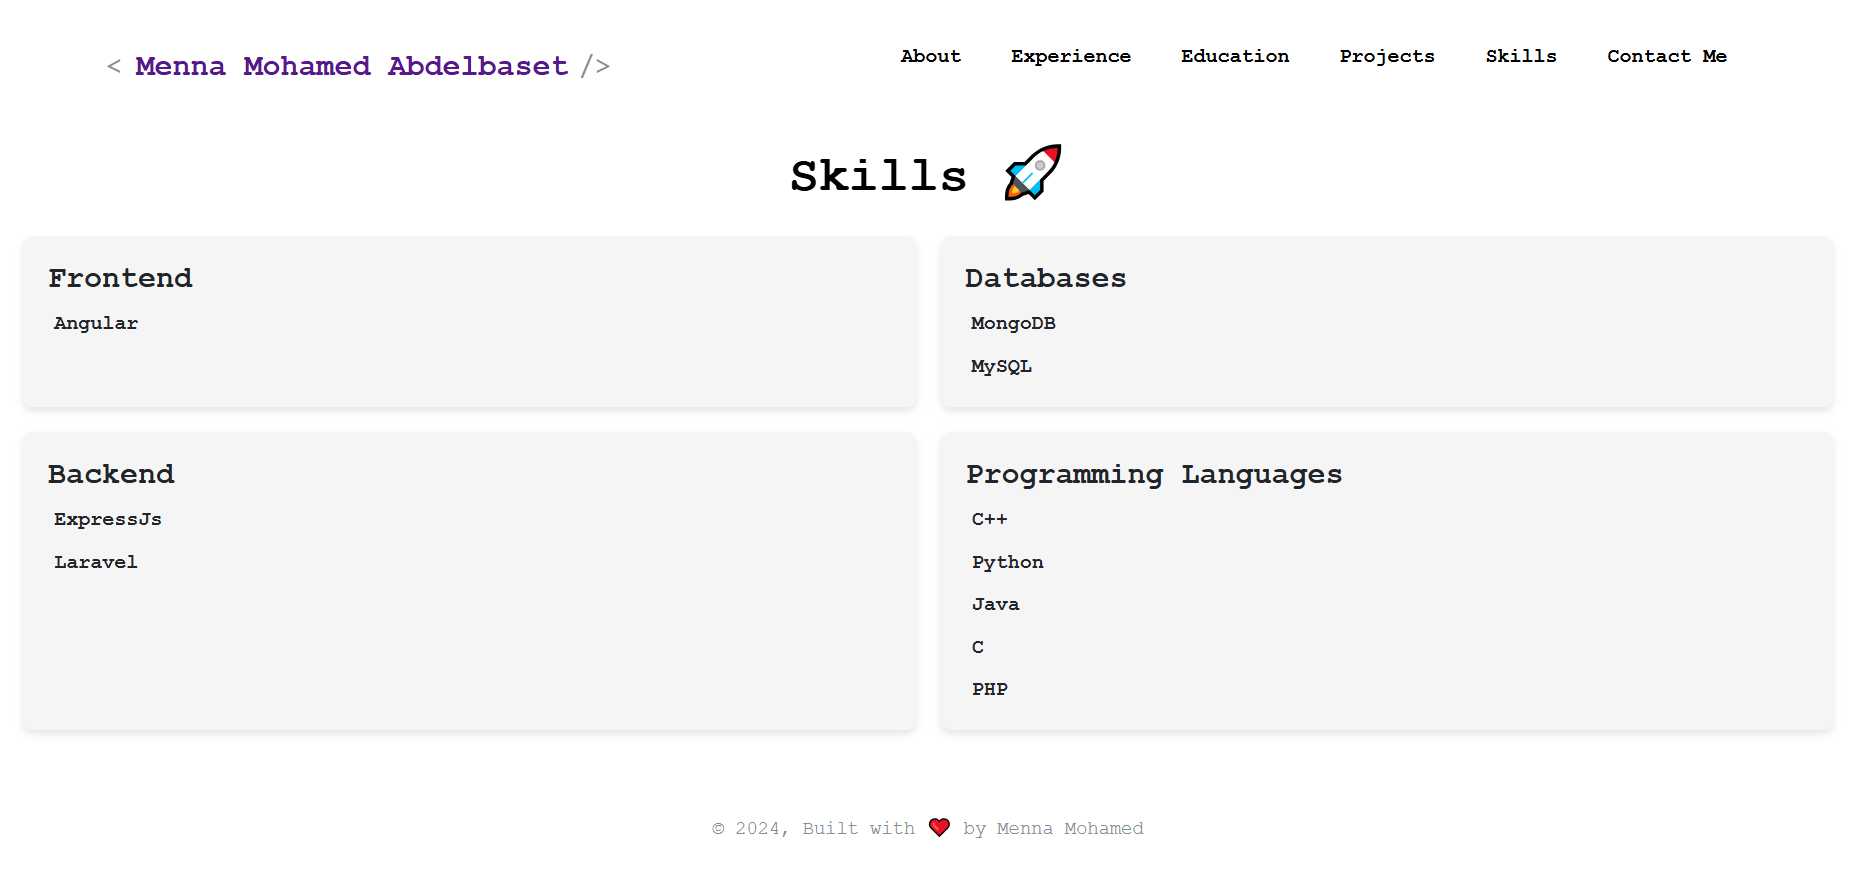 < Menna Mohamed Abdelbaset />
About Experience Education Projects Skills Contact Me
Skills 🚀
Frontend
Angular
Databases
MongoDB
MySQL
Backend
ExpressJs
Laravel
Programming Languages
C++
Python
Java
C
PHP
© 2024, Built with ❤️ by Menna Mohamed